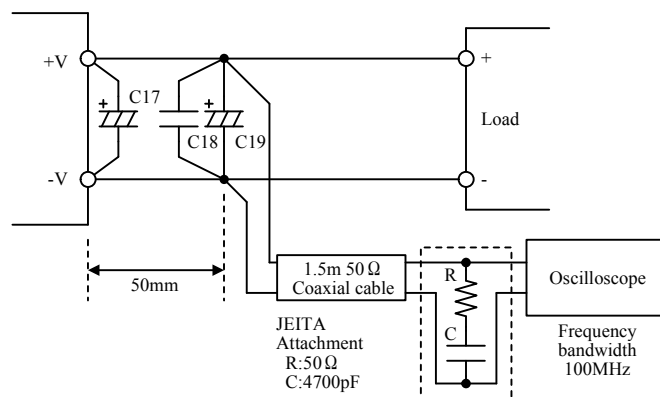 +V
+
C17
C18
C19
+
+
Load
-V
-
50mm
1.5m 50Ω
Coaxial cable
R
C
Oscilloscope
JEITA
Attachment
R:50Ω
C:4700pF
Frequency
bandwidth
100MHz